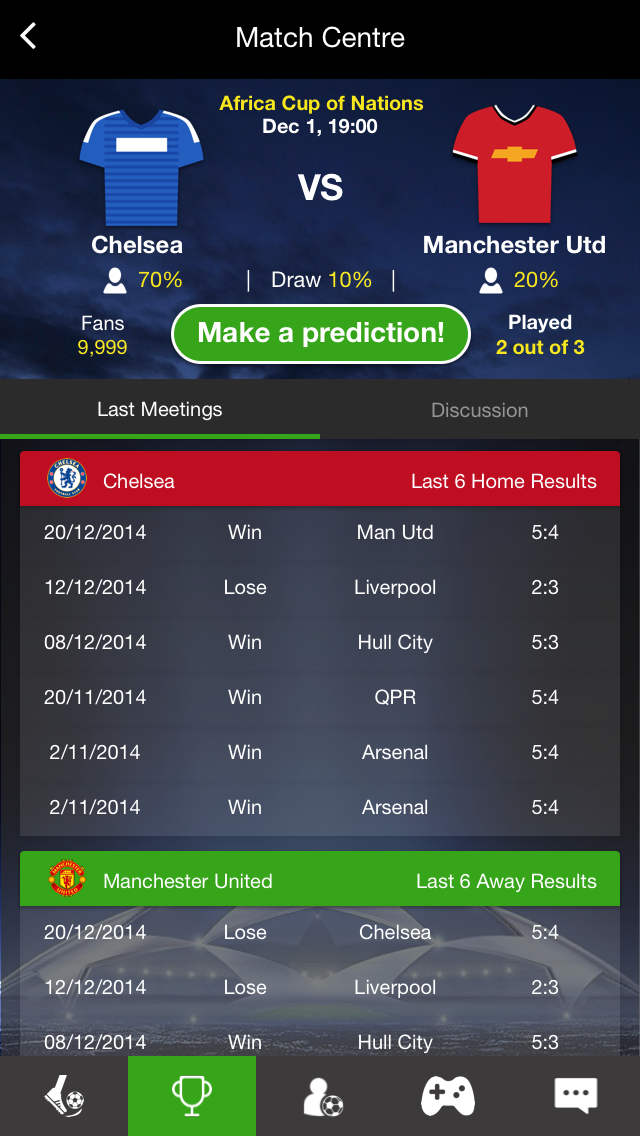 Match Centre
Africa Cup of Nations
Dec 1, 19:00
VS
Chelsea
Manchester Utd
70% | Draw 10% | 20%
Fans
9,999
Make a prediction!
Played
2 out of 3
Last Meetings Discussion
Chelsea Last 6 Home Results
20/12/2014 Win Man Utd 5:4
12/12/2014 Lose Liverpool 2:3
08/12/2014 Win Hull City 5:3
20/11/2014 Win QPR 5:4
2/11/2014 Win Arsenal 5:4
2/11/2014 Win Arsenal 5:4
Manchester United Last 6 Away Results
20/12/2014 Lose Chelsea 5:4
12/12/2014 Lose Liverpool 2:3
08/12/2014 Win Hull City 5:3